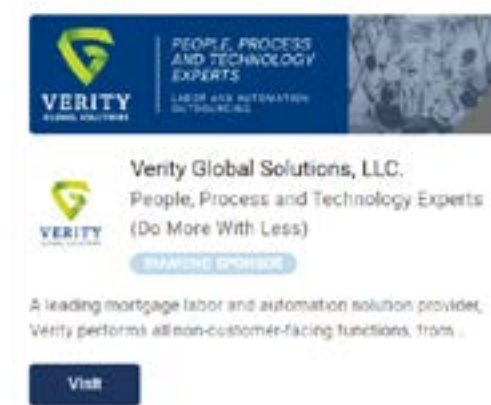 PEOPLE, PROCESS
AND TECHNOLOGY
EXPERTS
LABOR AND AUTOMATION
OUTSOURCING
VERITY
GLOBAL SOLUTIONS
Verity Global Solutions, LLC.
People, Process and Technology Experts
(Do More With Less)
VERITY
DIAMOND SPONSOR
A leading mortgage labor and automation solution provider,
Verity performs all non-customer-facing functions, from...
Visit